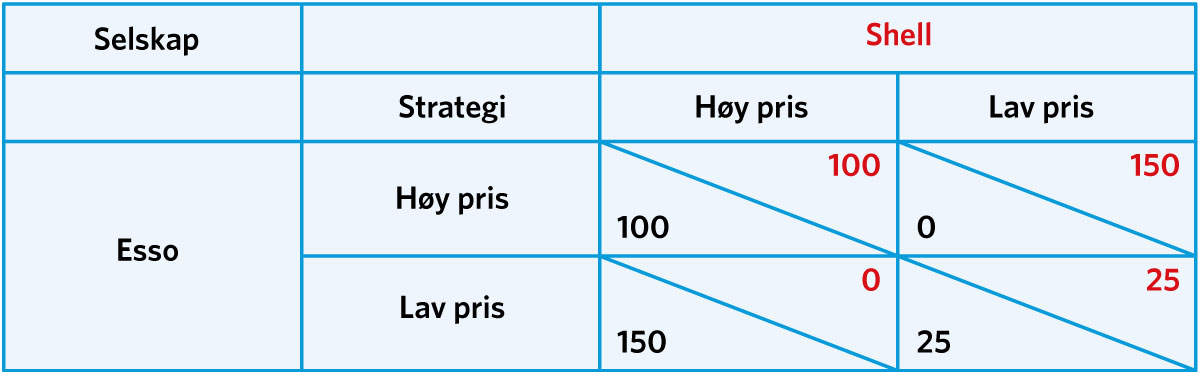 Selskap Shell
Strategi Høy pris Lav pris
Esso
Høy pris
100 150
100 0
Lav pris
0 25
150 25